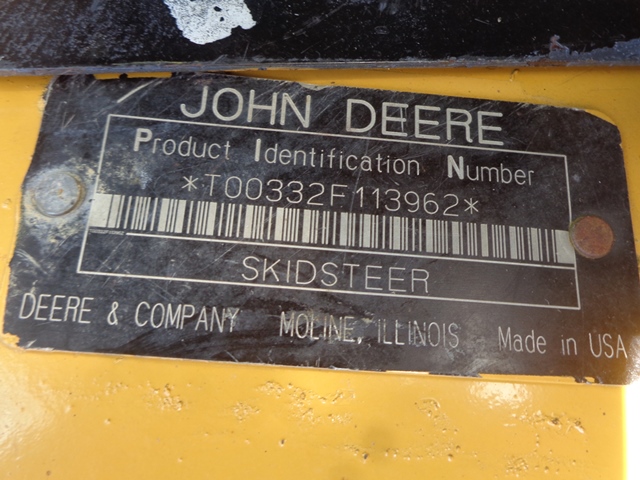 JOHN DEERE
Product Identification Number
*T00332F113962*
SKIDSTEER
DEERE & COMPANY MOLINE, ILLINOIS Made in USA